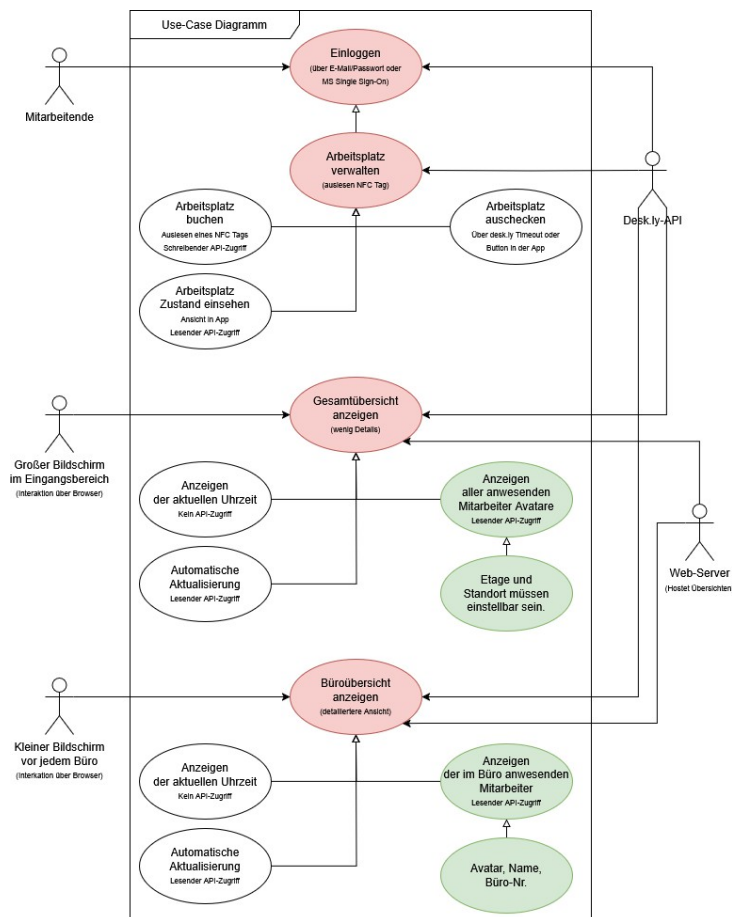 Use-Case Diagramm
Einloggen
(über E-Mail/Passwort oder
MS Single Sign-On)
Mitarbeitende
Arbeitsplatz
verwalten
(auslesen NFC Tag)
Arbeitsplatz
buchen
Auslesen eines NFC Tags
Schreibender API-Zugriff
Arbeitsplatz
auschecken
Über desk.ly Timeout oder
Button in der App
Desk.ly-API
Arbeitsplatz
Zustand einsehen
Ansicht in App
Lesender API-Zugriff
Gesamtübersicht
anzeigen
(wenig Details)
Großer Bildschirm
im Eingangsbereich
(Interaktion über Browser)
Anzeigen
der aktuellen Uhrzeit
Kein API-Zugriff
Anzeigen
aller anwesenden
Mitarbeiter Avatare
Lesender API-Zugriff
Automatische
Aktualisierung
Lesender API-Zugriff
Etage und
Standort müssen
einstellbar sein.
Web-Server
(Hostet Übersichten)
Büroübersicht
anzeigen
(detailliertere Ansicht)
Kleiner Bildschirm
vor jedem Büro
(Interkation über Browser)
Anzeigen
der aktuellen Uhrzeit
Kein API-Zugriff
Anzeigen
der im Büro anwesenden
Mitarbeiter
Lesender API-Zugriff
Automatische
Aktualisierung
Lesender API-Zugriff
Avatar, Name,
Büro-Nr.